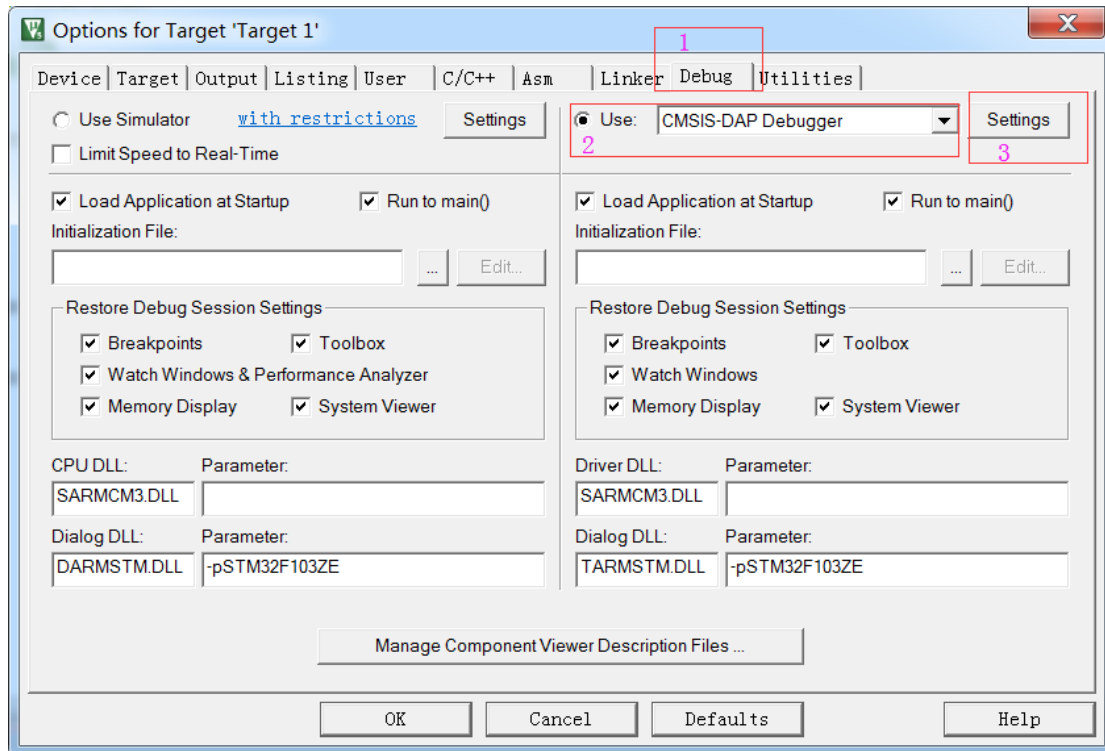 Options for Target 'Target 1'
1
Device Target Output Listing User C/C++ Asm Linker Debug Utilities
Use Simulator with restrictions Settings Use: CMSIS-DAP Debugger Settings
2 3
Limit Speed to Real-Time
Load Application at Startup Run to main() Load Application at Startup Run to main()
Initialization File: Initialization File:
... Edit... ... Edit...
Restore Debug Session Settings Restore Debug Session Settings
Breakpoints Toolbox Breakpoints Toolbox
Watch Windows & Performance Analyzer Watch Windows
Memory Display System Viewer Memory Display System Viewer
CPU DLL: Parameter: Driver DLL: Parameter:
SARMCM3.DLL SARMCM3.DLL
Dialog DLL: Parameter: Dialog DLL: Parameter:
DARMSTM.DLL -pSTM32F103ZE TARMSTM.DLL -pSTM32F103ZE
Manage Component Viewer Description Files ...
OK Cancel Defaults Help